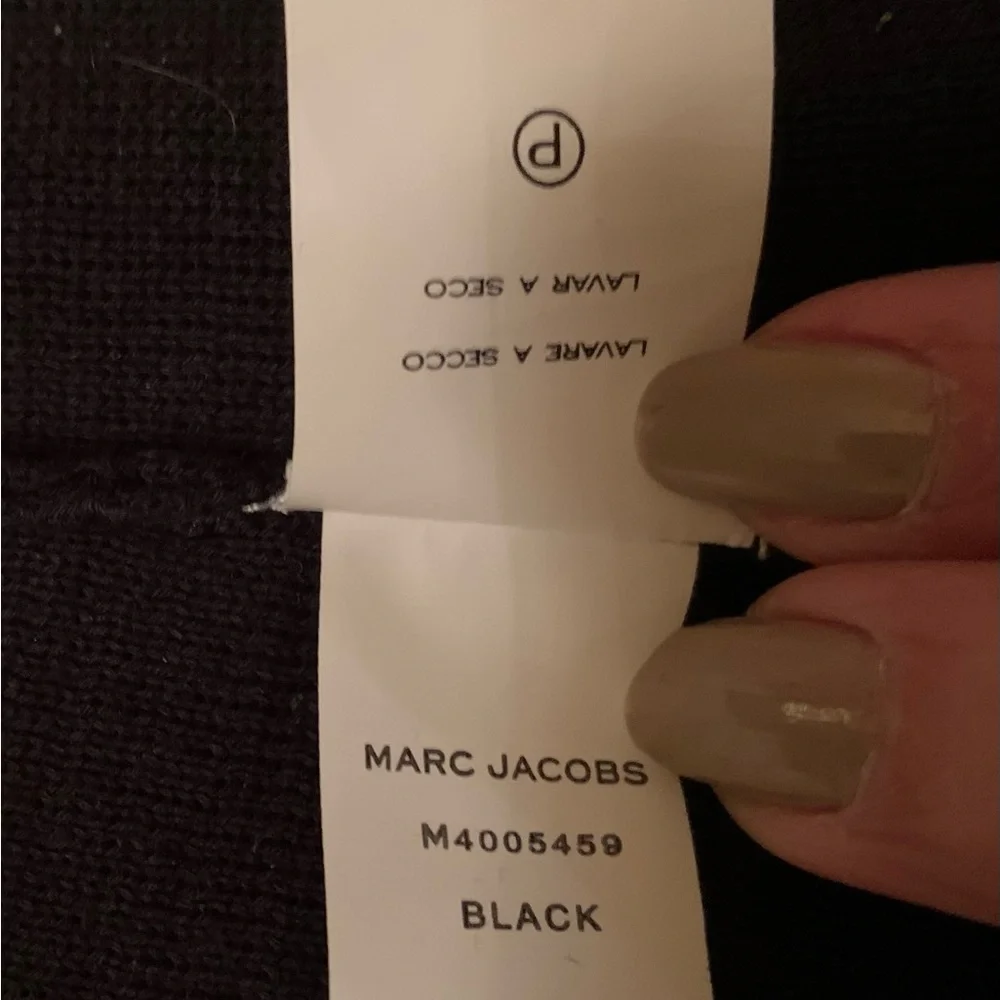 P
LAVAR A SECO
LAVARE A SECCO
MARC JACOBS
M4005459
BLACK